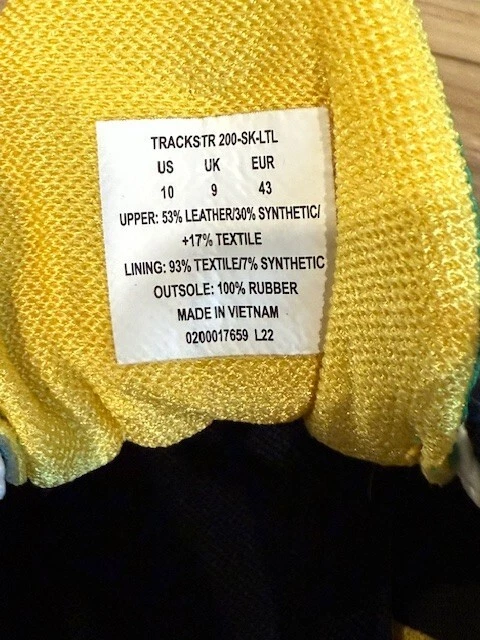 TRACKSTR 200-SK-LTL
US UK EUR
10 9 43
UPPER: 53% LEATHER/30% SYNTHETIC/
+17% TEXTILE
LINING: 93% TEXTILE/7% SYNTHETIC
OUTSOLE: 100% RUBBER
MADE IN VIETNAM
0200017659 L22